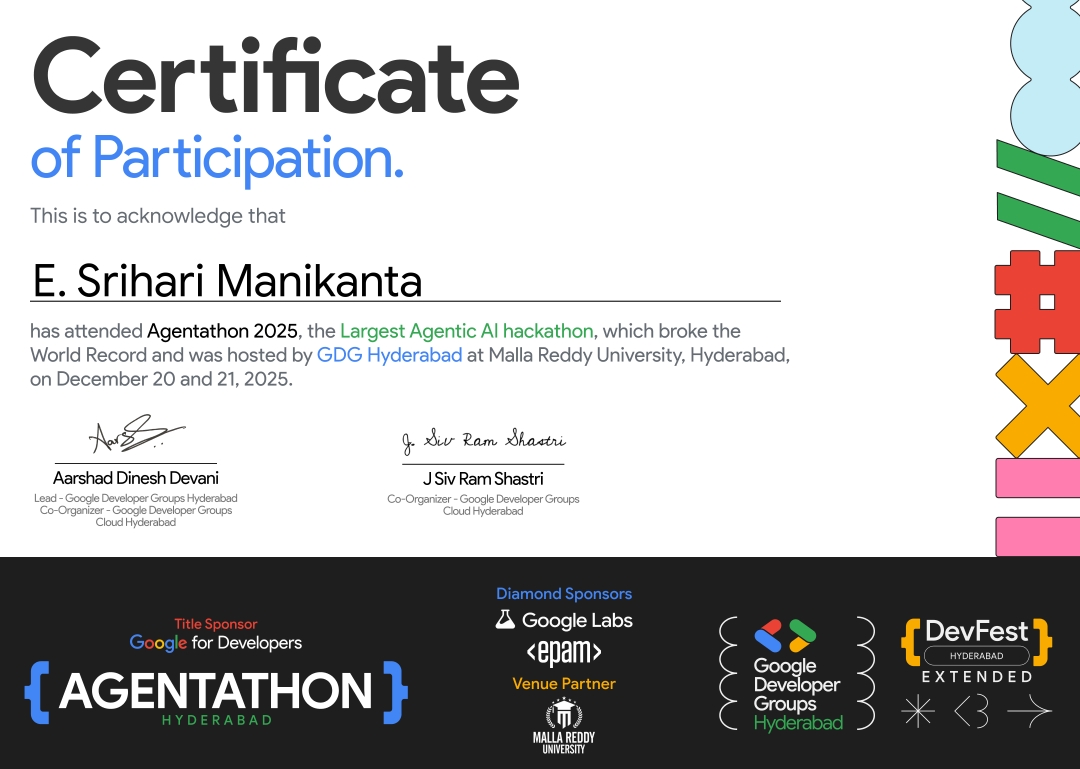 Certificate
of Participation.
This is to acknowledge that
E. Srihari Manikanta
has attended Agentathon 2025, the Largest Agentic AI hackathon, which broke the
World Record and was hosted by GDG Hyderabad at Malla Reddy University, Hyderabad,
on December 20 and 21, 2025.
Aarshad Dinesh Devani
Lead - Google Developer Groups Hyderabad
Co-Organizer - Google Developer Groups
Cloud Hyderabad
J. Siv Ram Shastri
J Siv Ram Shastri
Co-Organizer - Google Developer Groups
Cloud Hyderabad
Title Sponsor
Google for Developers
{ AGENTATHON }
HYDERABAD
Diamond Sponsors
Google Labs
<epam>
Venue Partner
MALLA REDDY
UNIVERSITY
Google
Developer
Groups
Hyderabad
{DevFest}
HYDERABAD
EXTENDED